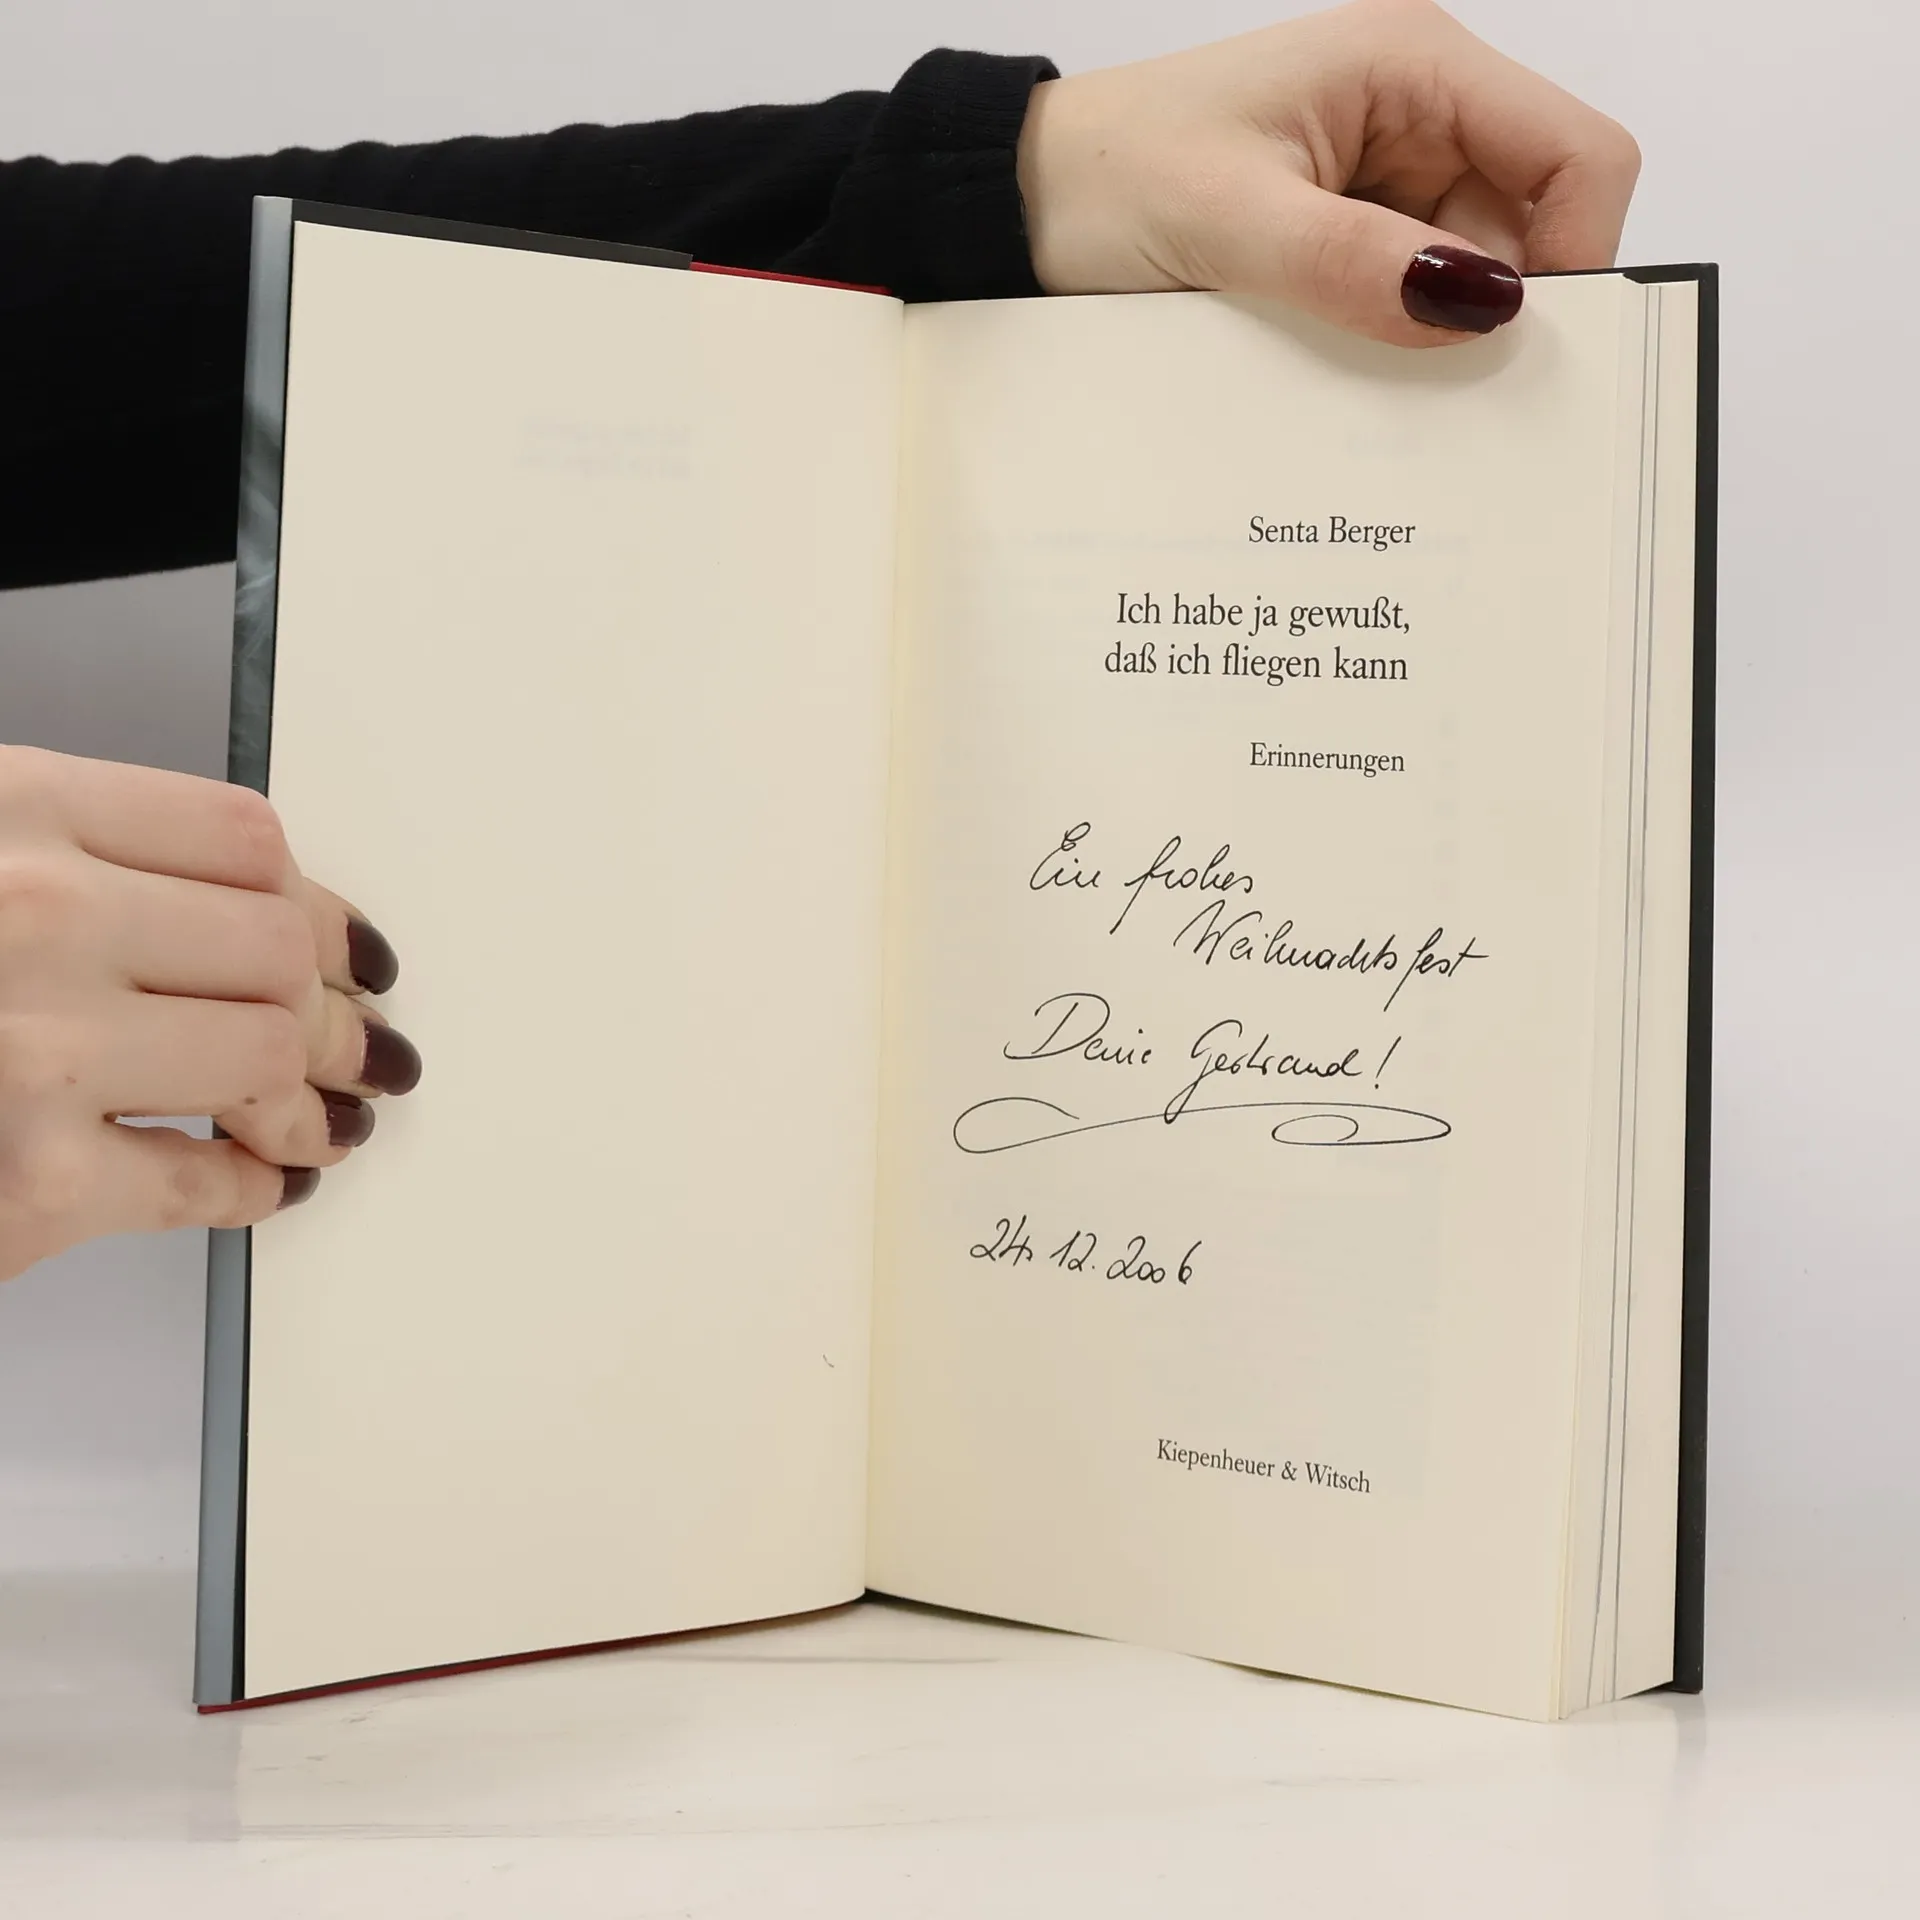 Senta Berger
Ich habe ja gewußt,
daß ich fliegen kann
Erinnerungen
Ein frohes
Weihnachtsfest
Deine Gertraud!
24. 12. 2006
Kiepenheuer & Witsch